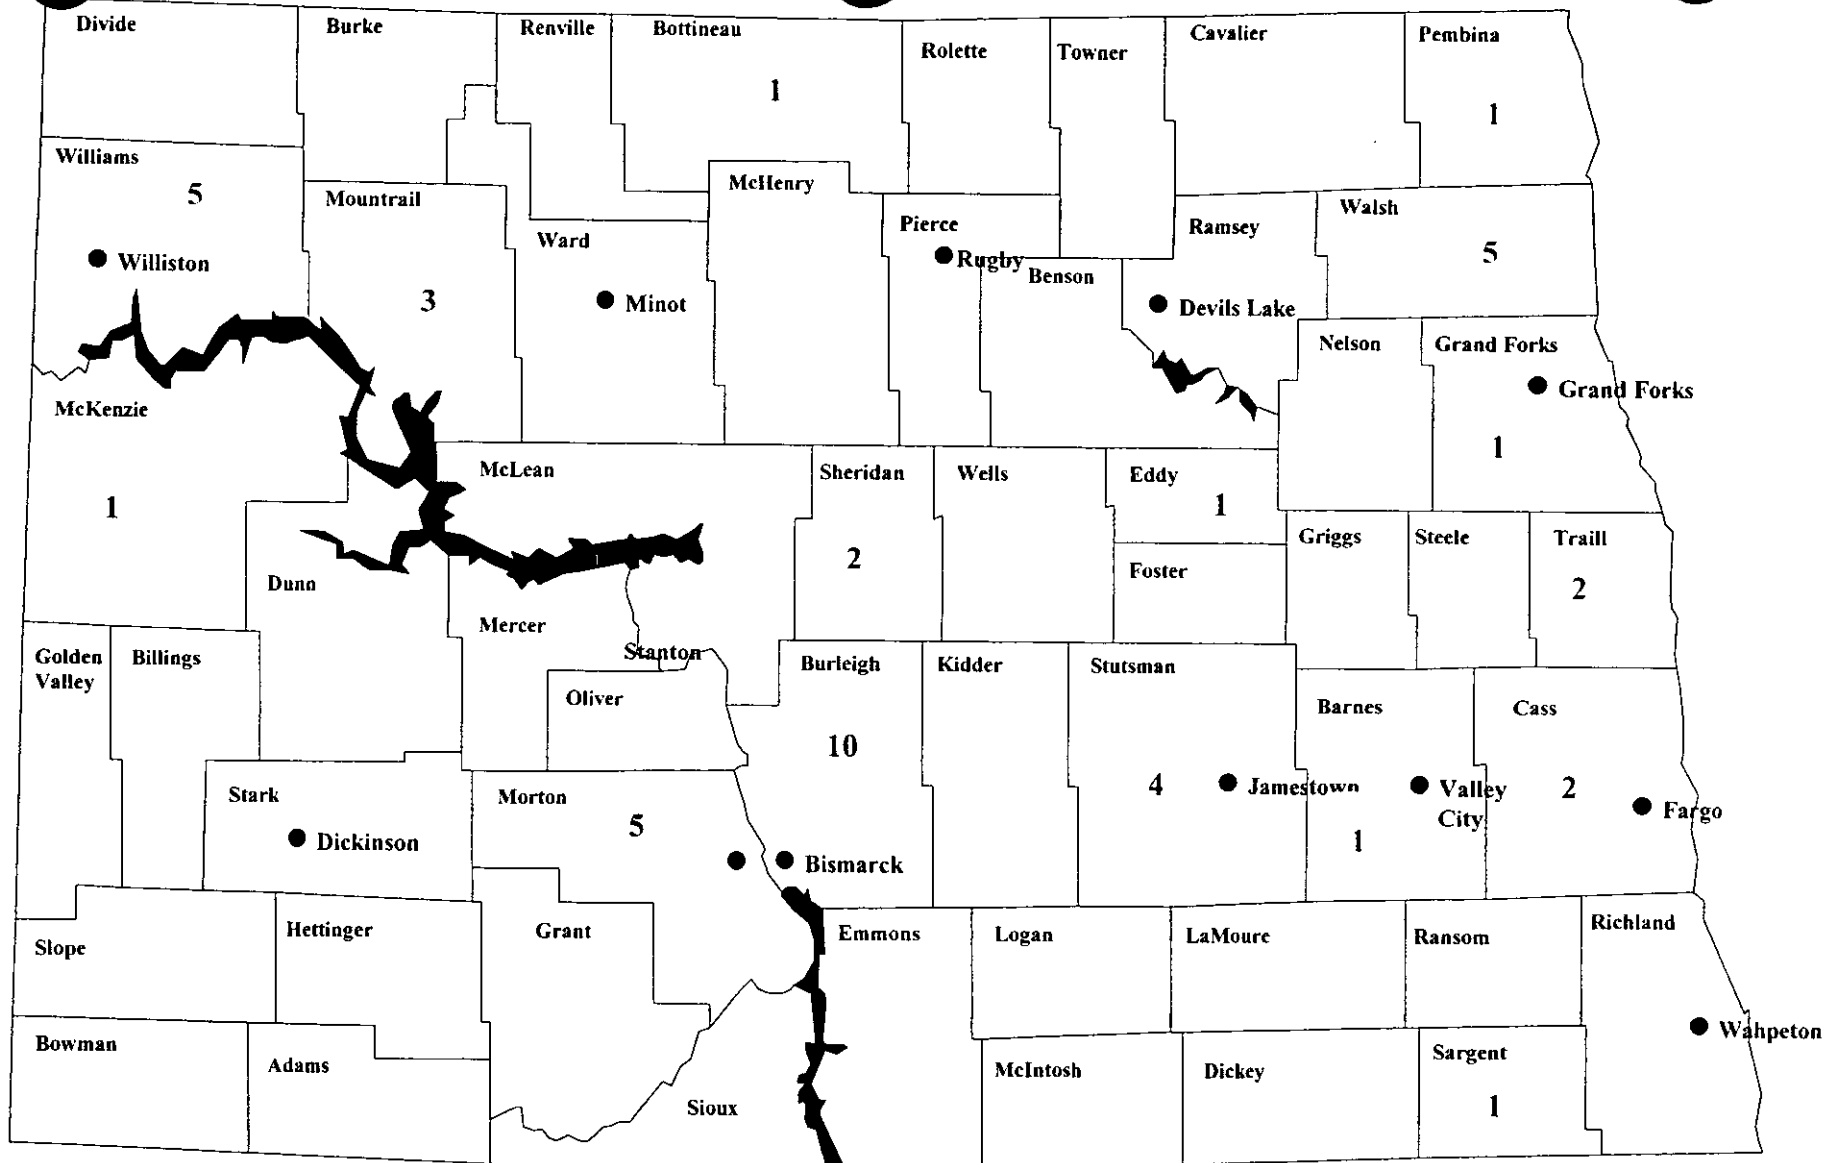 Divide
Burke
Renville
Bottineau
Rolette
Towner
Cavalier
Pembina
1
1
Williams
5
Mountrail
McHenry
Pierce
Ramsey
Walsh
5
Ward
Williston
Rugby
Benson
3
Minot
Devils Lake
Nelson
Grand Forks
Grand Forks
McKenzie
1
McLean
Sheridan
Wells
Eddy
1
1
Griggs
Steele
Traill
2
Foster
2
Dunn
Mercer
Stanton
Golden
Valley
Billings
Burleigh
Kidder
Stutsman
Oliver
Barnes
Cass
10
Stark
Morton
4
Jamestown
Valley
City
2
Fargo
5
Dickinson
1
Bismarck
Slope
Hettinger
Grant
Emmons
Logan
LaMoure
Ransom
Richland
Wahpeton
Bowman
Adams
Sioux
McIntosh
Dickey
Sargent
1